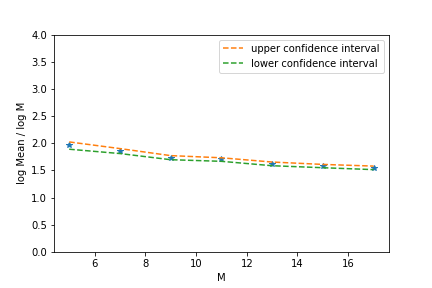 4.0
3.5
3.0
2.5
2.0
1.5
1.0
0.5
0.0
log Mean / log M
upper confidence interval
lower confidence interval
6 8 10 12 14 16
M